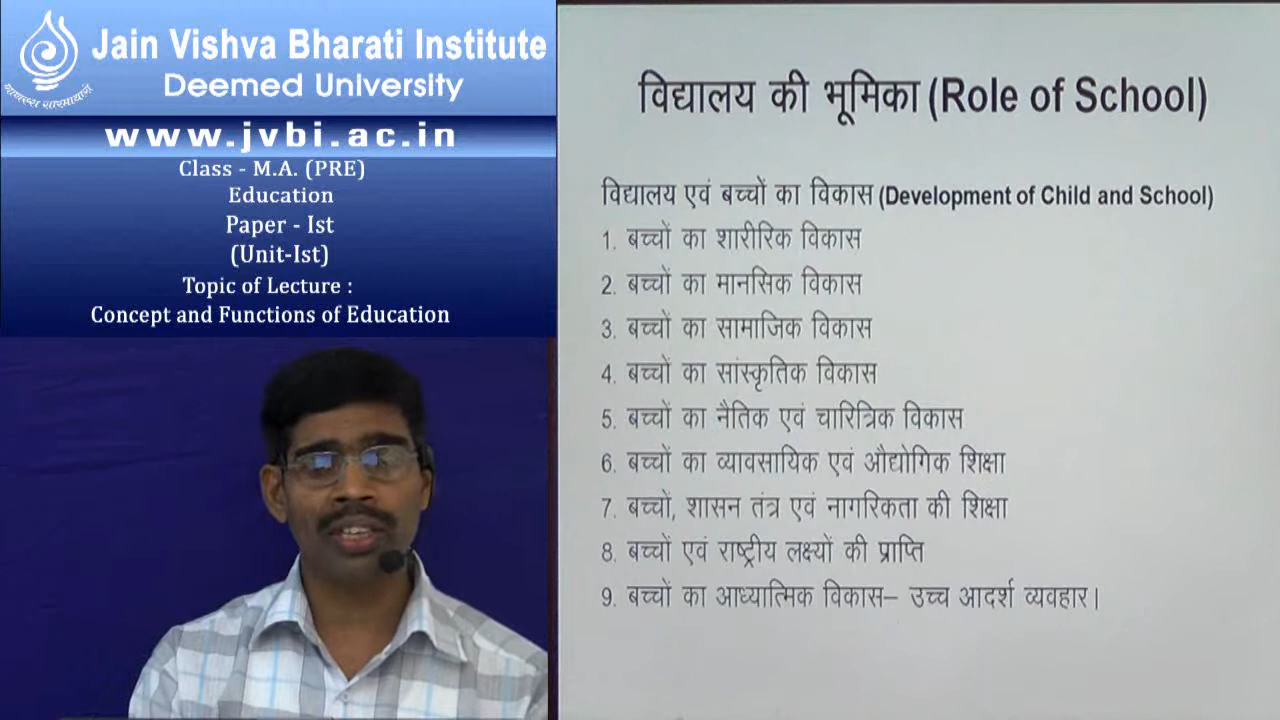 Jain Vishva Bharati Institute
Deemed University
www.jvbi.ac.in
Class - M.A. (PRE)
Education
Paper - Ist
(Unit-Ist)
Topic of Lecture :
Concept and Functions of Education
विद्यालय की भूमिका (Role of School)
विद्यालय एवं बच्चों का विकास (Development of Child and School)
1. बच्चों का शारीरिक विकास
2. बच्चों का मानसिक विकास
3. बच्चों का सामाजिक विकास
4. बच्चों का सांस्कृतिक विकास
5. बच्चों का नैतिक एवं चारित्रिक विकास
6. बच्चों का व्यावसायिक एवं औद्योगिक शिक्षा
7. बच्चों, शासन तंत्र एवं नागरिकता की शिक्षा
8. बच्चों एवं राष्ट्रीय लक्ष्यों की प्राप्ति
9. बच्चों का आध्यात्मिक विकास– उच्च आदर्श व्यवहार।